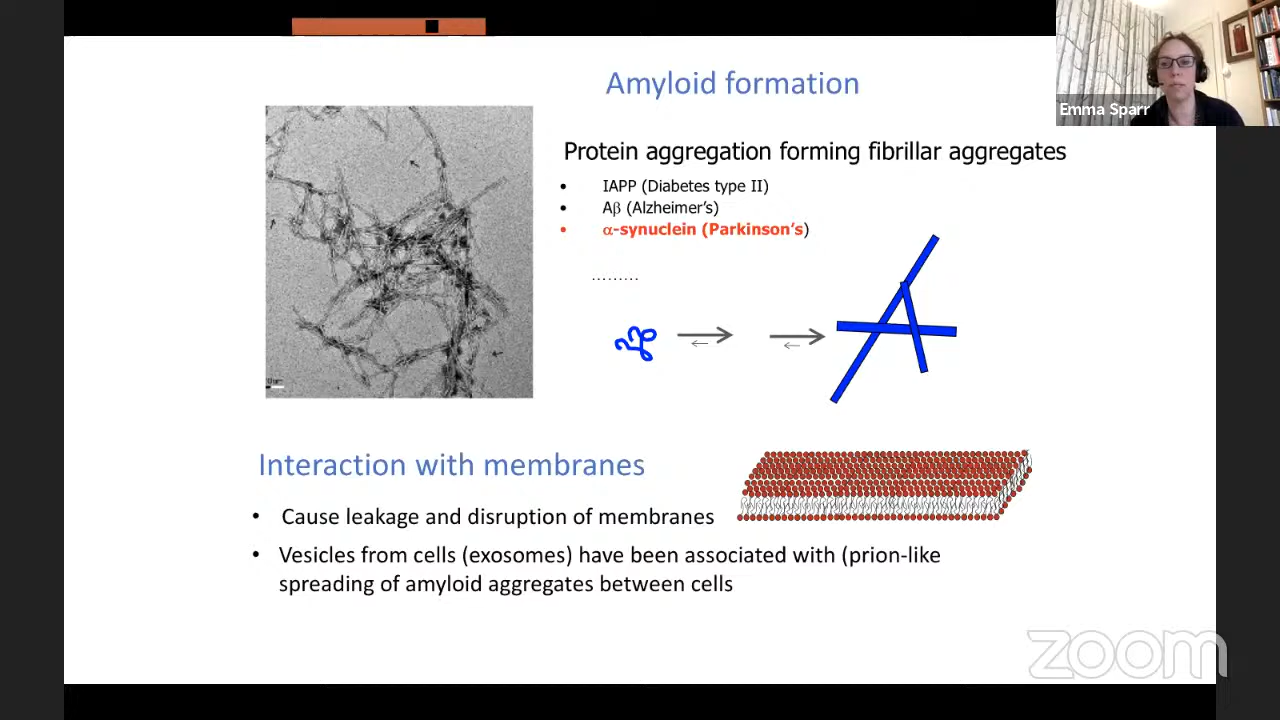 Amyloid formation
Emma Sparr
Protein aggregation forming fibrillar aggregates
• IAPP (Diabetes type II)
• Aβ (Alzheimer’s)
• α-synuclein (Parkinson’s)
.........
Interaction with membranes
• Cause leakage and disruption of membranes
• Vesicles from cells (exosomes) have been associated with (prion-like
spreading of amyloid aggregates between cells
zoom